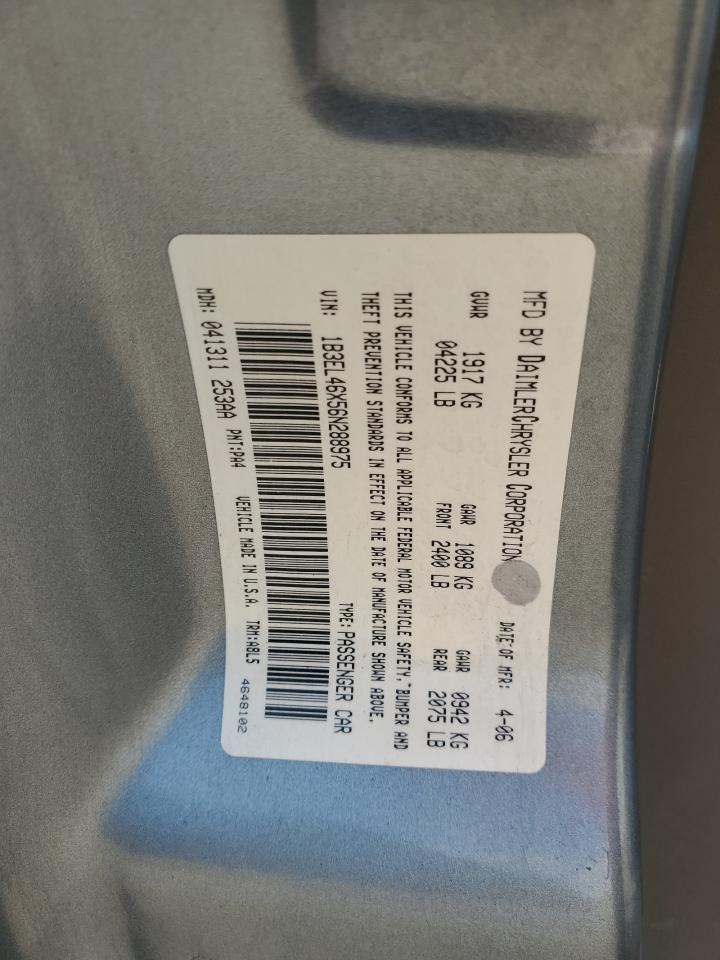 MFD BY DAIMLERCHRYSLER CORPORATION DATE OF MFR: 4-06
GVWR 1917 KG GAWR 1089 KG GAWR 0942 KG
04225 LB FRONT 2400 LB REAR 2075 LB
THIS VEHICLE CONFORMS TO ALL APPLICABLE FEDERAL MOTOR VEHICLE SAFETY, BUMPER AND
THEFT PREVENTION STANDARDS IN EFFECT ON THE DATE OF MANUFACTURE SHOWN ABOVE.
VIN: 1B3EL46X56N288975 TYPE: PASSENGER CAR
MDH: 041311 253AA PNT:PA4 VEHICLE MADE IN U.S.A. TRM:A8L5 4648102